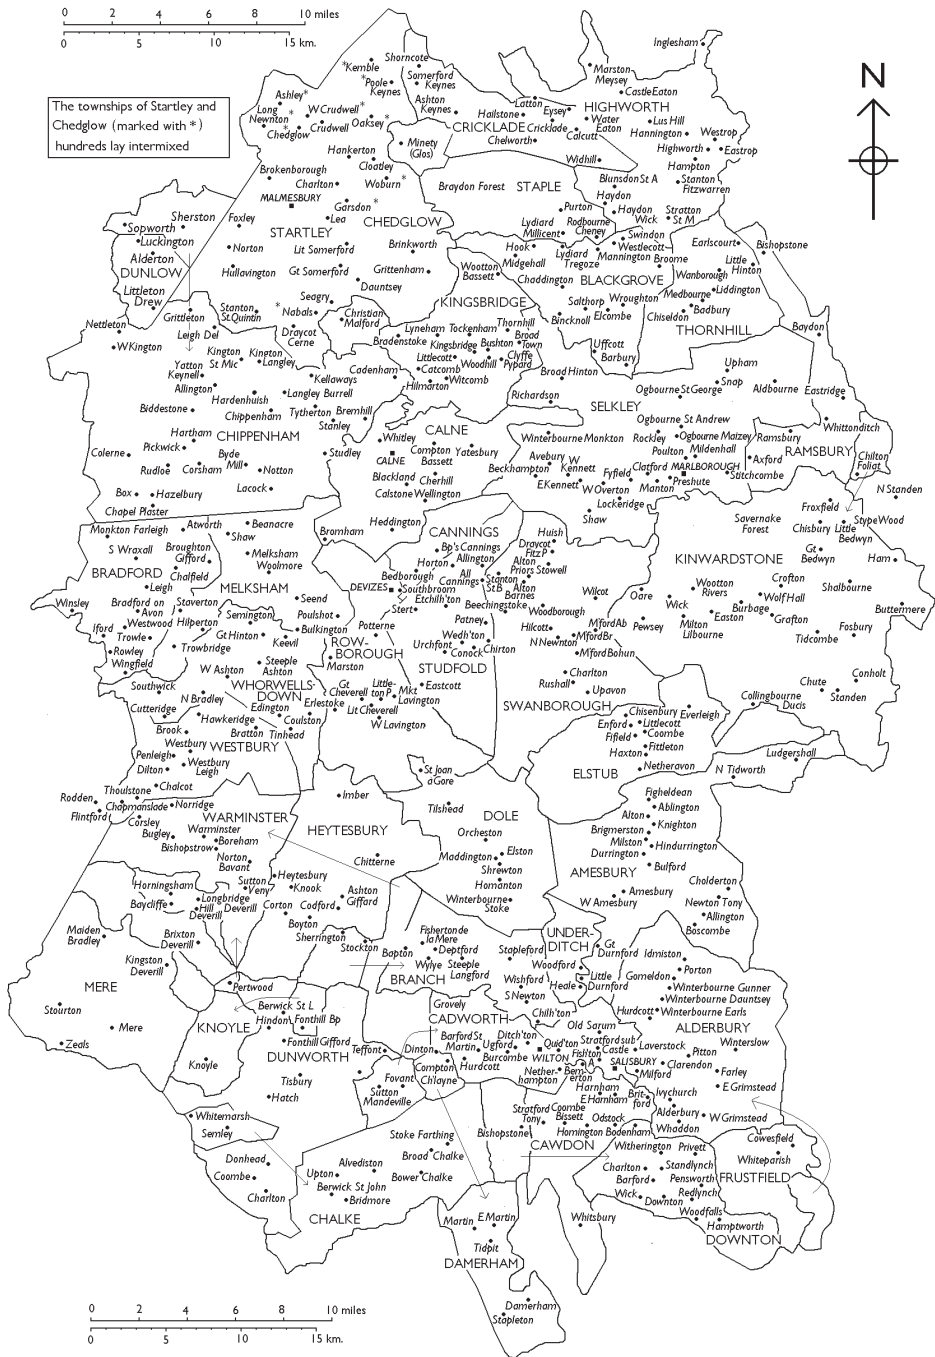 0 2 4 6 8 10 miles
0 5 10 15 km.
The townships of Startley and
Chedglow (marked with *)
hundreds lay intermixed
N
Inglesham
Shorncote
*Kemble
Somerford
Keynes
*Poole
Keynes
Marston
Meysey
Castle Eaton
Ashley*
Long
Newnton*
W Crudwell*
Crudwell
Oaksey*
Chedglow*
Ashton
Keynes
Latton
Hailstone
Eysey
HIGHWORTH
CRICKLADE
Cricklade
Water
Eaton
Calcutt
Lus Hill
Hannington
Chelworth
Westrop
Highworth
Eastrop
Minety
(Glos)
Hankerton
Cloatley
Widhill
Hampton
Brokenborough
Charlton
Woburn*
Braydon Forest
STAPLE
Blunsdon St A
Stanton
Fitzwarren
MALMESBURY
Garsdon*
Haydon
Purton
Haydon
Wick
Stratton
St M
Sherston
Sopworth
Foxley
Lea
CHEDGLOW
STARTLEY
Lydiard
Millicent
Rodbourne
Cheney
Luckington
Norton
Lit Somerford
Brinkworth
Hook
Swindon
Westlecott
Earlscourt
Bishopstone
Alderton
DUNLOW
Hullavington
Gt Somerford
Grittenham
Midgehall
Lydiard
Tregoze
Mannington
Broome
Little
Hinton
Wanborough
Wootton
Bassett
Chaddington
BLACKGROVE
Dauntsey
Liddington
Littleton
Drew
Seagry
KINGSBRIDGE
Salthorp
Wroughton
Medbourne
Badbury
Grittleton
Stanton
St Quintin
*Nabals
Christian
Malford
Bincknoll
Elcombe
Chiseldon
THORNHILL
Nettleton
Leigh Del
Draycot
Cerne
Lyneham
Tockenham
Thornhill
Broad
Town
Baydon
W Kington
Kington
St Mic
Kington
Langley
Bradenstoke
Kingsbridge
Bushton
Uffcott
Yatton
Keynell
Littlecott
Clyffe
Pypard
Barbury
Allington
Kellaways
Cadenham
Catcomb
Woodhill
Witcomb
Hilmarton
Broad Hinton
Upham
Snap
Hardenhuish
Langley Burrell
Ogbourne St George
Aldbourne
Eastridge
Biddestone
Chippenham
Tytherton
Bremhill
Stanley
Richardson
SELKLEY
Hartham
CHIPPENHAM
CALNE
Ogbourne St Andrew
Whittonditch
Pickwick
Whitley
Compton
Bassett
Yatesbury
Winterbourne Monkton
Rockley
Ogbourne Maizey
Ramsbury
Colerne
Byde
Mill
Studley
CALNE
Avebury
Poulton
Mildenhall
RAMSBURY
Rudloe
Corsham
Notton
Blackland
Cherhill
Beckhampton
W
Kennett
Fyfield
Clatford
MARLBOROUGH
Axford
Chilton
Foliat
E Kennett
Preshute
Stitchcombe
Manton
Box
Hazelbury
Lacock
Calstone Wellington
W Overton
Lockeridge
N Standen
Chapel Plaster
Shaw
Froxfield
Monkton Farleigh
Atworth
Beanacre
Shaw
Bromham
Heddington
CANNINGS
Huish
Savernake
Forest
Chisbury
Little
Bedwyn
Stype Wood
S Wraxall
Broughton
Gifford
Melksham
Woolmore
Bp's Cannings
Draycot
Fitz P
KINWARDSTONE
Gt
Bedwyn
Ham
BRADFORD
Chalfield
Horton
Allington
Alton
Priors
Stowell
MELKSHAM
Bedborough
All
Cannings
Stanton
St B
Alton
Barnes
Crofton
Shalbourne
Leigh
DEVIZES
Southbroom
Wilcot
Oare
Wootton
Rivers
Wolf Hall
Winsley
Bradford on
Avon
Staverton
Seend
Stert
Etchilh'ton
Beechingstoke
Woodborough
Wick
Burbage
Buttermere
Semington
Poulshot
Milton
Lilbourne
Easton
Grafton
Iford
Westwood
Hilperton
Bulkington
Potterne
Patney
Hilcott
Mford Ab
Pewsey
Tidcombe
Fosbury
Trowle
Gt Hinton
Keevil
ROW-
BOROUGH
Wedh'ton
N Newnton
Mford Br
Rowley
Trowbridge
Urchfont
Conock
Chirton
Mford Bohun
Wingfield
Steeple
Ashton
Marston
STUDFOLD
W Ashton
Charlton
Conholt
Southwick
WHORWELLS-
DOWN
Gt
Cheverell
Little-
ton P
Mkt
Lavington
Eastcott
Rushall
Upavon
Chute
Standen
N Bradley
Edington
Erlestoke
Lit Cheverell
SWANBOROUGH
Collingbourne
Ducis
Cutteridge
Hawkeridge
Coulston
W Lavington
Chisenbury
Everleigh
Brook
Bratton
Tinhead
Enford
Littlecott
Westbury
WESTBURY
Fifield
Coombe
Penleigh
Westbury
Leigh
Fittleton
Haxton
Ludgershall
Dilton
St Joan
a Gore
ELSTUB
Netheravon
N Tidworth
Chalcot
Thoulstone
Imber
Figheldean
Rodden
Chapmanslade
Norridge
Tilshead
DOLE
Ablington
Flintford
Corsley
WARMINSTER
HEYTESBURY
Alton
Knighton
Bugley
Warminster
Boreham
Orcheston
Brigmerston
Bishopstrow
Milston
Hindurrington
Norton
Bavant
Chitterne
Maddington
Elston
Durrington
Shrewton
Bulford
Horningsham
Sutton
Veny
Heytesbury
Knook
Homanton
AMESBURY
Cholderton
Baycliffe
Longbridge
Deverill
Hill
Deverill
Corton
Ashton
Gifford
Codford
Winterbourne
Stoke
Amesbury
W Amesbury
Newton Tony
Allington
Maiden
Bradley
Brixton
Deverill
Boyton
Sherrington
Stockton
Fisherton de
la Mere
UNDER-
DITCH
Boscombe
Bapton
Deptford
Stapleford
Gt
Durnford
Idmiston
Kingston
Deverill
Wylye
Steeple
Langford
Woodford
Porton
MERE
Pertwood
BRANCH
Wishford
Little
Durnford
Gomeldon
Heale
Winterbourne Gunner
S Newton
Winterbourne Dauntsey
Stourton
Berwick St L
Grovely
Hurdcott
Winterbourne Earls
KNOYLE
Hindon
Fonthill Bp
CADWORTH
Chilh'ton
ALDERBURY
Mere
Old Sarum
Zeals
Fonthill Gifford
Barford St
Martin
Ditch'ton
Quid'ton
Stratford sub
Castle
DUNWORTH
Teffont
Dinton
Ugford
WILTON
Laverstock
Pitton
Winterslow
Burcombe
Fish'ton
A
SALISBURY
Knoyle
Compton
Ch'layne
Hurdcott
Nether-
hampton
Bem-
erton
Milford
Clarendon
Tisbury
Fovant
Farley
Sutton
Mandeville
Harnham
E Harnham
Brit-
ford
Ivychurch
E Grimstead
Hatch
Stratford
Tony
Coombe
Bissett
Odstock
Alderbury
W Grimstead
Whitemarsh
Semley
Bishopstone
Homington
Bodenham
Whaddon
Stoke Farthing
CAWDON
Witherington
Privett
Cowesfield
Donhead
Broad Chalke
Whiteparish
Coombe
Upton
Alvediston
Charlton
Standlynch
Bower Chalke
Barford
Pensworth
FRUSTFIELD
Charlton
Berwick St John
Bridmore
Wick
Downton
Redlynch
CHALKE
Woodfalls
Martin
E Martin
Whitsbury
Hamptworth
DOWNTON
Tidpit
DAMERHAM
Damerham
Stapleton
0 2 4 6 8 10 miles
0 5 10 15 km.